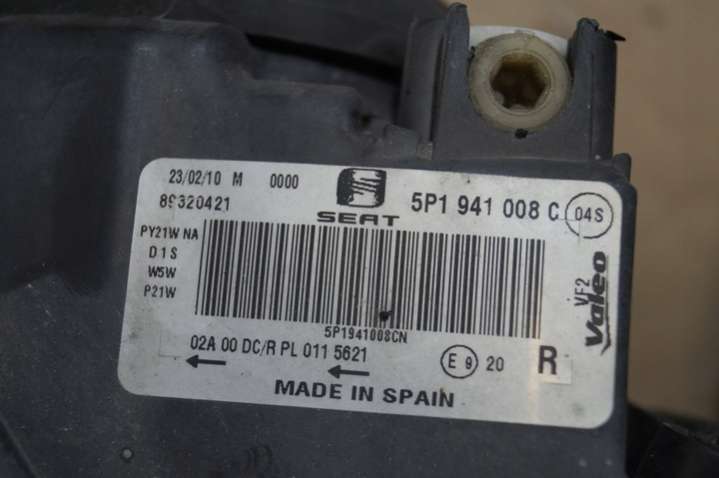 23/02/10 M 0000
89320421
SEAT
5P1 941 008 C
04S
PY21W NA
D1S
W5W
P21W
5P1941008CN
VF2
Valeo
02A 00 DC/R PL 011 5621
E 9 20
R
MADE IN SPAIN